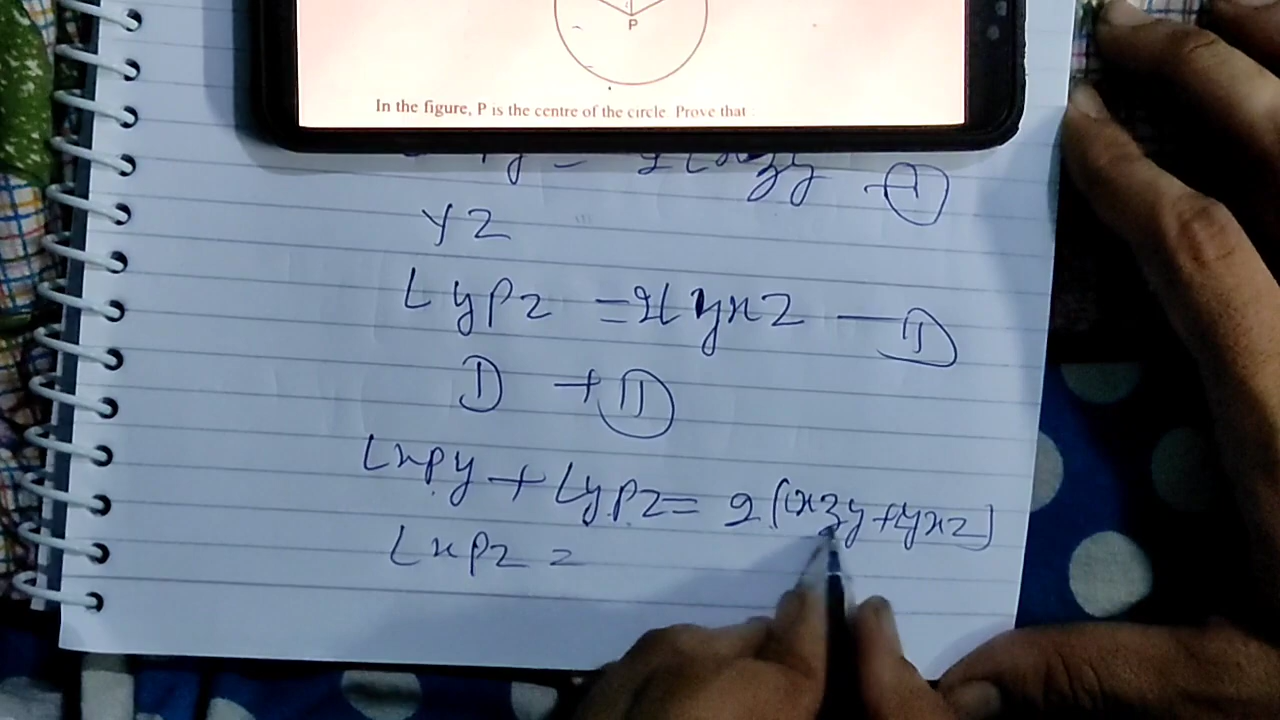 P
In the figure, P is the centre of the circle. Prove that :
YZ
∠yPz = 2∠yxz — II
I + II
∠xPy + ∠yPz = 2[∠xzy + ∠yxz]
∠xPz =